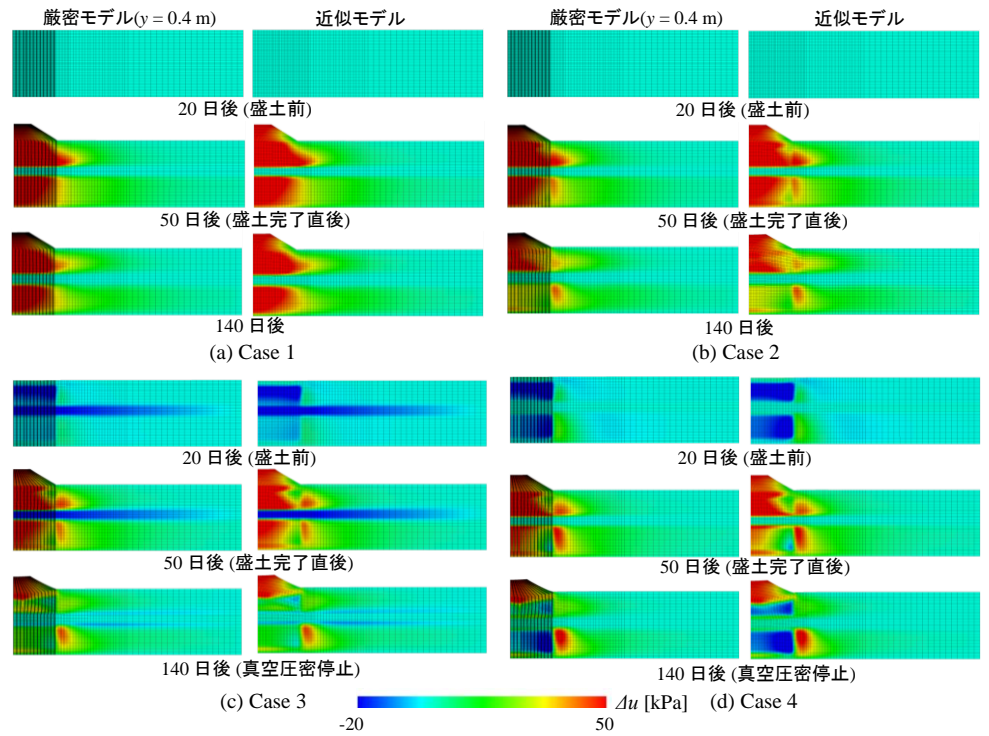 厳密モデル(y = 0.4 m)
近似モデル
20 日後 (盛土前)
50 日後 (盛土完了直後)
140 日後
(a) Case 1
厳密モデル(y = 0.4 m)
近似モデル
20 日後 (盛土前)
50 日後 (盛土完了直後)
140 日後
(b) Case 2
20 日後 (盛土前)
50 日後 (盛土完了直後)
140 日後 (真空圧密停止)
(c) Case 3
20 日後 (盛土前)
50 日後 (盛土完了直後)
140 日後 (真空圧密停止)
(d) Case 4
Δu [kPa]
-20
50